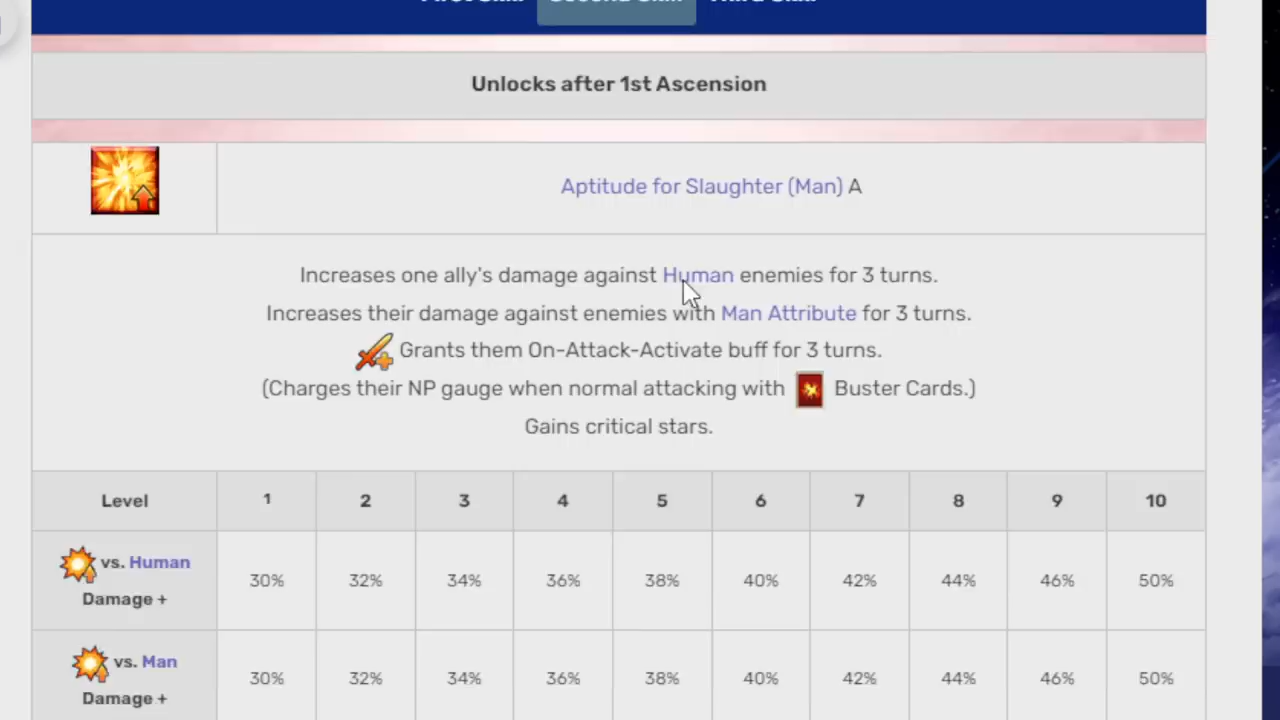 Unlocks after 1st Ascension
Aptitude for Slaughter (Man) A
Increases one ally's damage against Human enemies for 3 turns.
Increases their damage against enemies with Man Attribute for 3 turns.
Grants them On-Attack-Activate buff for 3 turns.
(Charges their NP gauge when normal attacking with Buster Cards.)
Gains critical stars.
Level 1 2 3 4 5 6 7 8 9 10
vs. Human Damage + 30% 32% 34% 36% 38% 40% 42% 44% 46% 50%
vs. Man Damage + 30% 32% 34% 36% 38% 40% 42% 44% 46% 50%